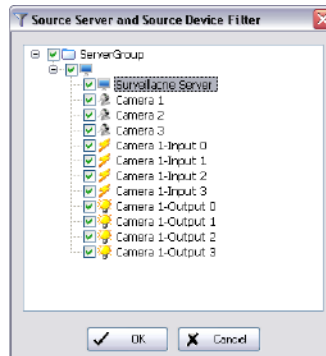 Source Server and Source Device Filter
ServerGroup
Surveillacne Server
Camera 1
Camera 2
Camera 3
Camera 1-Input 0
Camera 1-Input 1
Camera 1-Input 2
Camera 1-Input 3
Camera 1-Output 0
Camera 1-Output 1
Camera 1-Output 2
Camera 1-Output 3
OK
Cancel